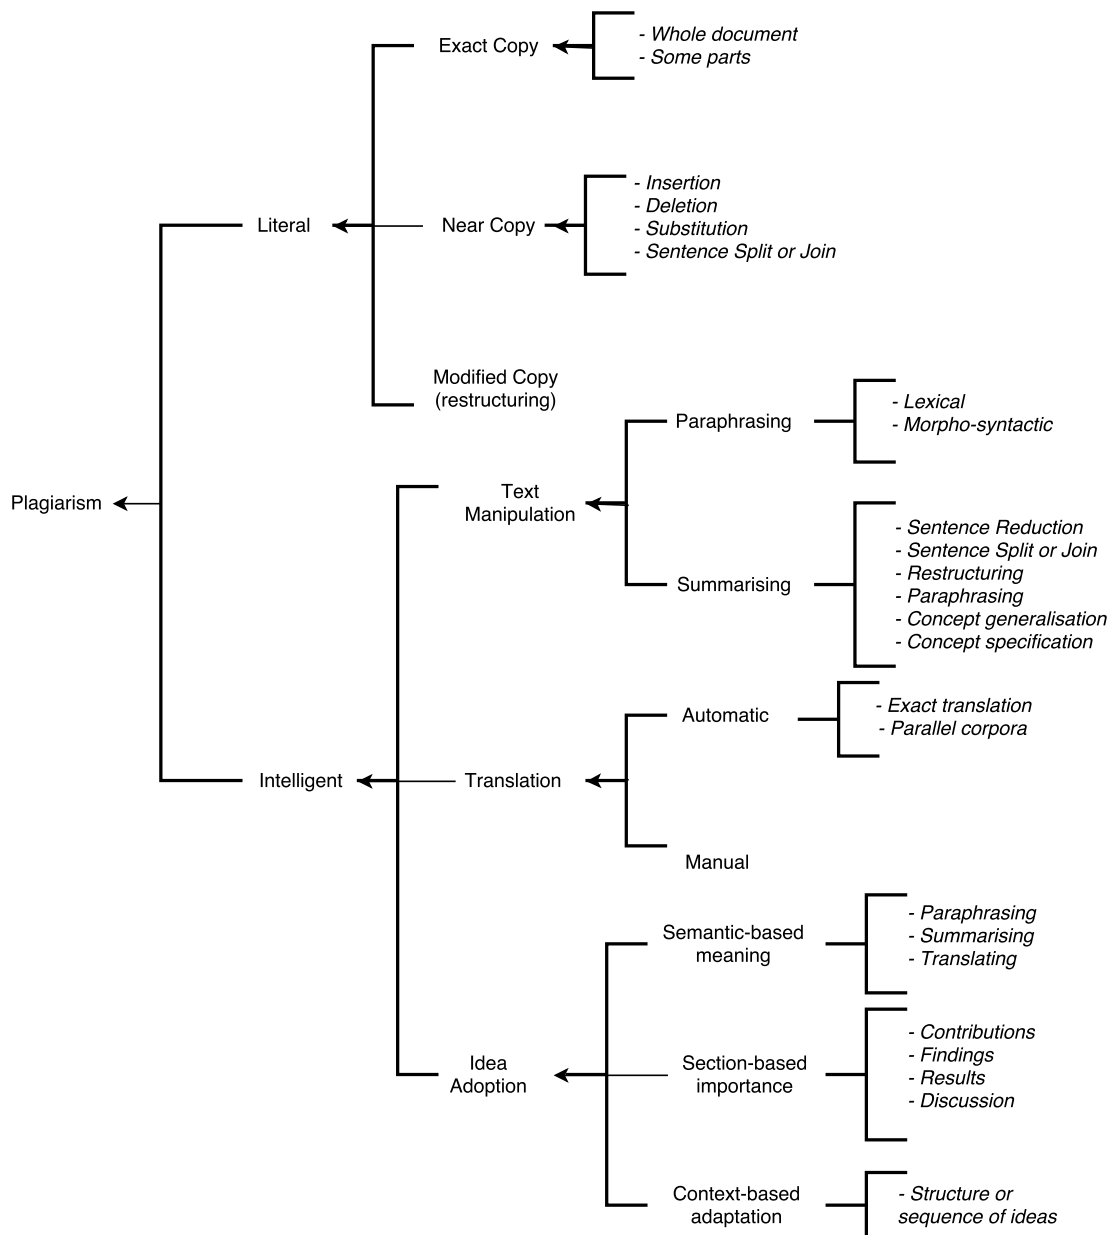 Exact Copy
- Whole document
- Some parts
Literal
Near Copy
- Insertion
- Deletion
- Substitution
- Sentence Split or Join
Modified Copy
(restructuring)
Plagiarism
Text
Manipulation
Paraphrasing
- Lexical
- Morpho-syntactic
Summarising
- Sentence Reduction
- Sentence Split or Join
- Restructuring
- Paraphrasing
- Concept generalisation
- Concept specification
Intelligent
Translation
Automatic
- Exact translation
- Parallel corpora
Manual
Idea
Adoption
Semantic-based
meaning
- Paraphrasing
- Summarising
- Translating
Section-based
importance
- Contributions
- Findings
- Results
- Discussion
Context-based
adaptation
- Structure or
sequence of ideas